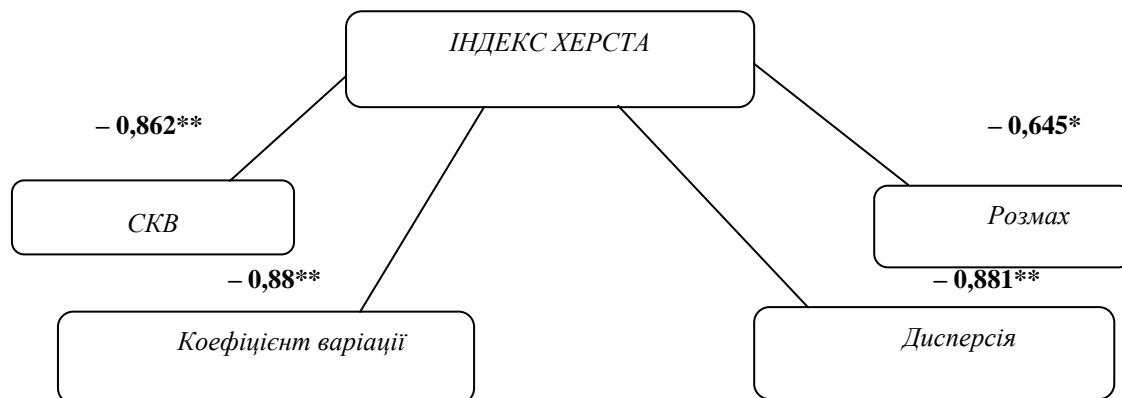 ІНДЕКС ХЕРСТА
– 0,862**
– 0,645*
СКВ
Розмах
– 0,88**
– 0,881**
Коефіцієнт варіації
Дисперсія